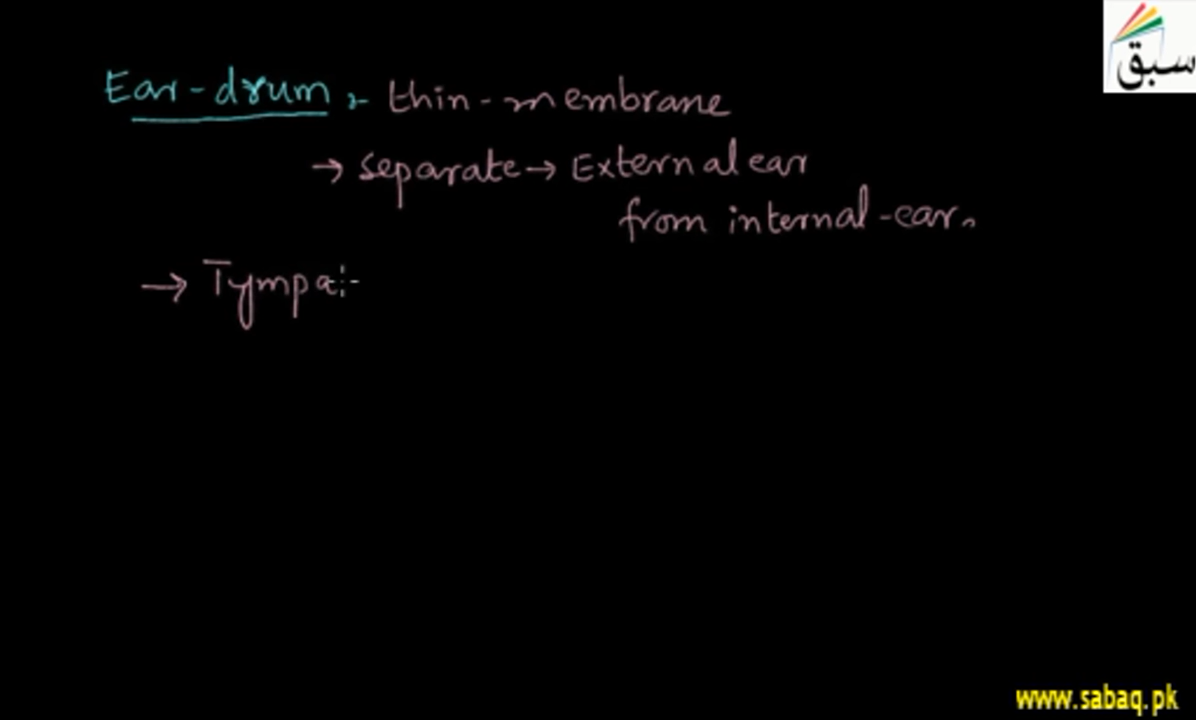 سبق
Ear-drum :- thin-membrane
→ separate → External ear
from internal-ear.
→ Tympa
www.sabaq.pk